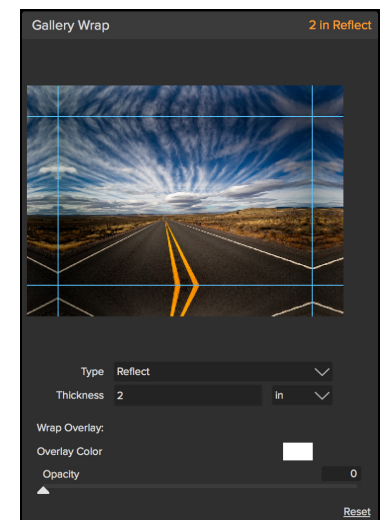 Gallery Wrap 2 in Reflect
Type Reflect
Thickness 2 in
Wrap Overlay:
Overlay Color
Opacity 0
Reset